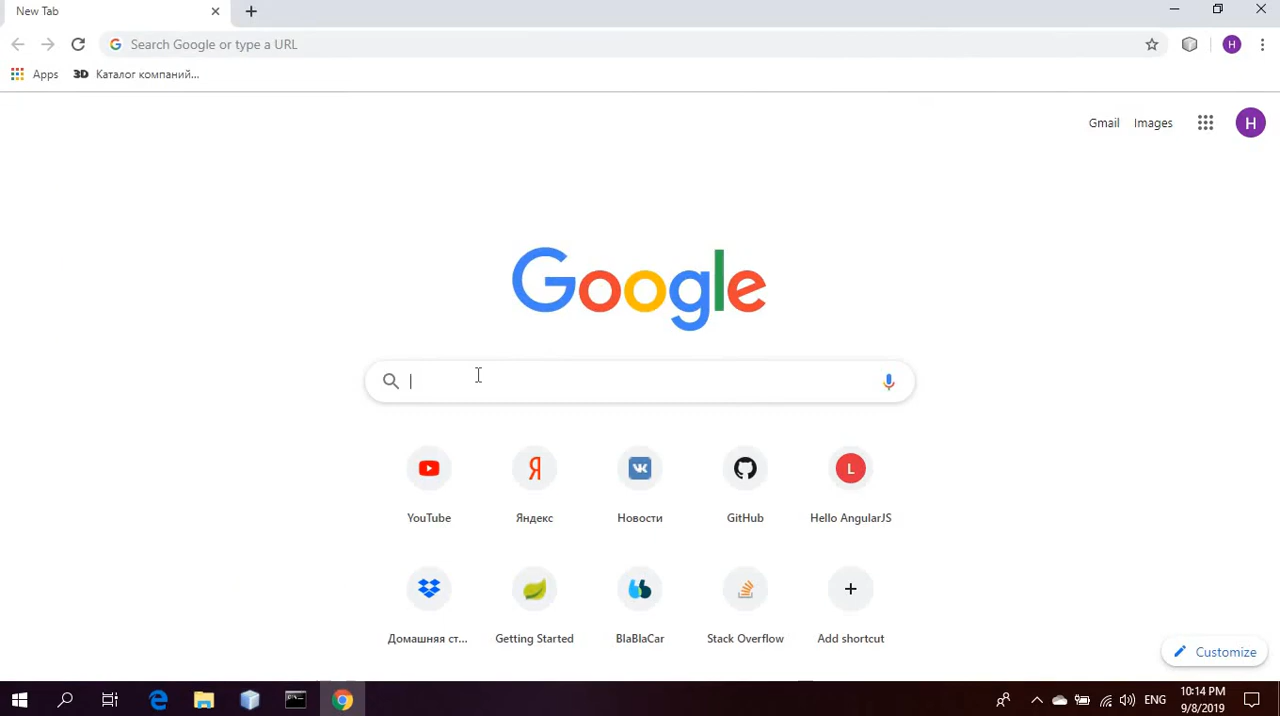 New Tab
Search Google or type a URL
H
Apps
3D Каталог компаний...
Gmail Images
H
Google
Я
L
YouTube
Яндекс
Новости
GitHub
Hello AngularJS
Домашняя ст...
Getting Started
BlaBlaCar
Stack Overflow
Add shortcut
Customize
ENG
10:14 PM
9/8/2019